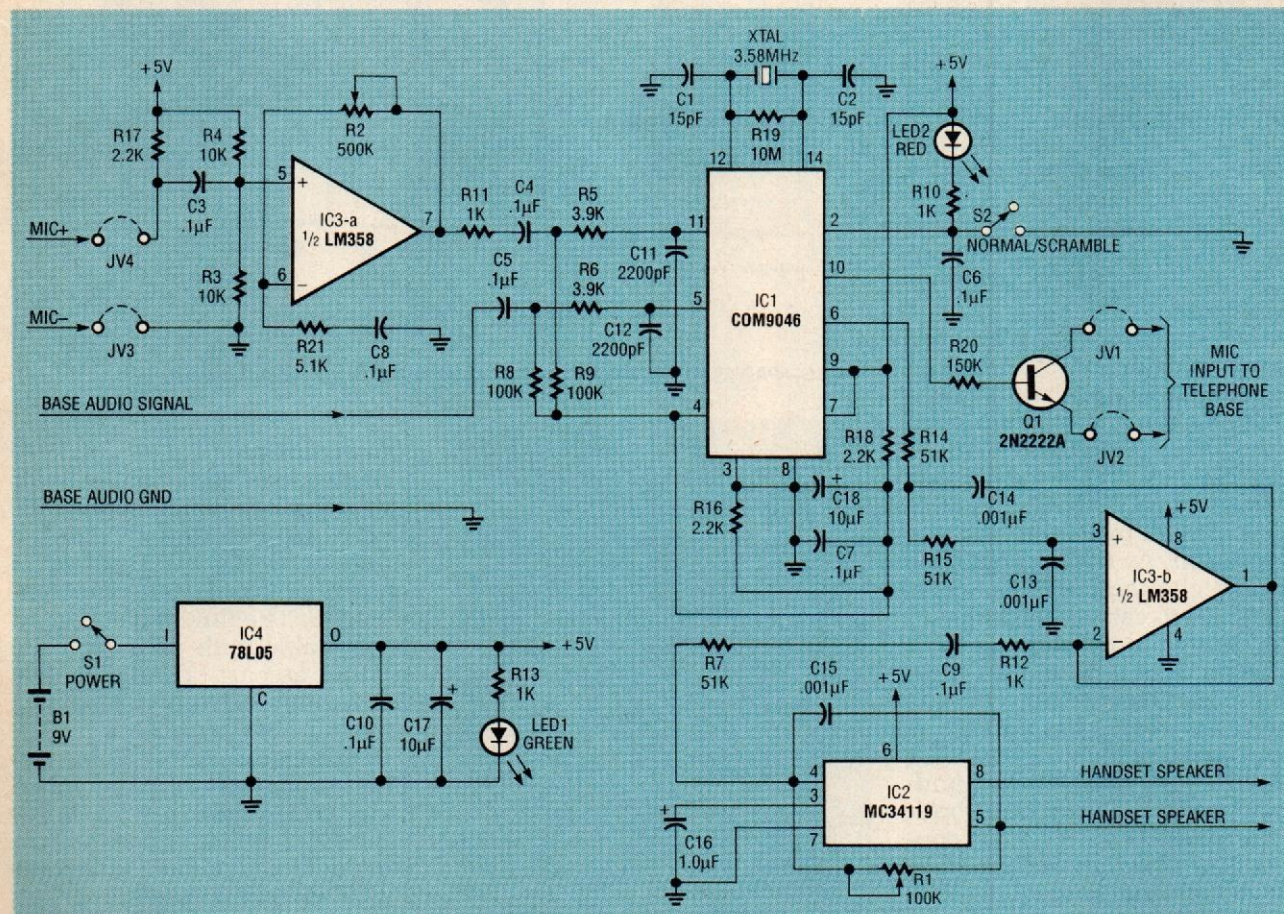 XTAL
3.58MHz
+5V
R17
2.2K
R4
10K
R2
500K
C1
15pF
R19
10M
C2
15pF
+5V
LED2
RED
12
14
5
+
C3
.1µF
IC3-a
½ LM358
7
R11
1K
C4
.1µF
R5
3.9K
11
2
R10
1K
S2
NORMAL/SCRAMBLE
MIC+
JV4
R3
10K
6
−
C5
.1µF
R6
3.9K
C11
2200pF
10
C6
.1µF
MIC−
JV3
R21
5.1K
C8
.1µF
C12
2200pF
5
IC1
COM9046
6
R20
150K
JV1
MIC
INPUT TO
TELEPHONE
BASE
R8
100K
R9
100K
9
Q1
2N2222A
JV2
BASE AUDIO SIGNAL
4
7
R18
2.2K
R14
51K
3
8
BASE AUDIO GND
R16
2.2K
+
C18
10µF
C14
.001µF
+5V
C7
.1µF
R15
51K
3
+
8
C13
.001µF
IC3-b
½ LM358
1
2
−
4
S1
POWER
I
IC4
78L05
O
+5V
C
B1
9V
C10
.1µF
+
C17
10µF
R13
1K
LED1
GREEN
R7
51K
C9
.1µF
R12
1K
C15
.001µF
+5V
6
4
3
7
IC2
MC34119
8
5
HANDSET SPEAKER
HANDSET SPEAKER
+
C16
1.0µF
R1
100K